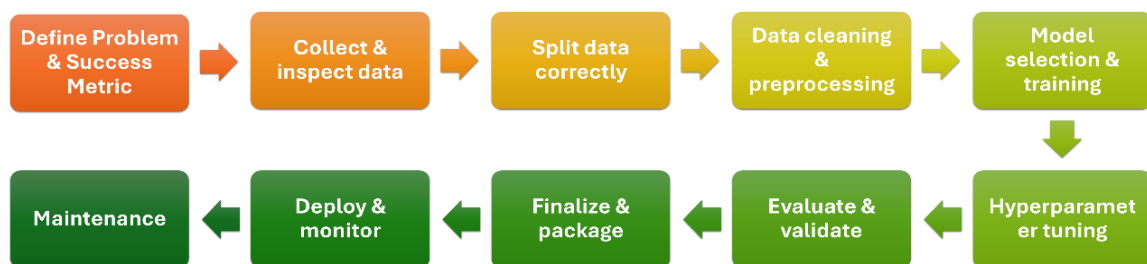 Define Problem
& Success
Metric
Collect &
inspect data
Split data
correctly
Data cleaning
&
preprocessing
Model
selection &
training
Hyperparamet
er tuning
Evaluate &
validate
Finalize &
package
Deploy &
monitor
Maintenance